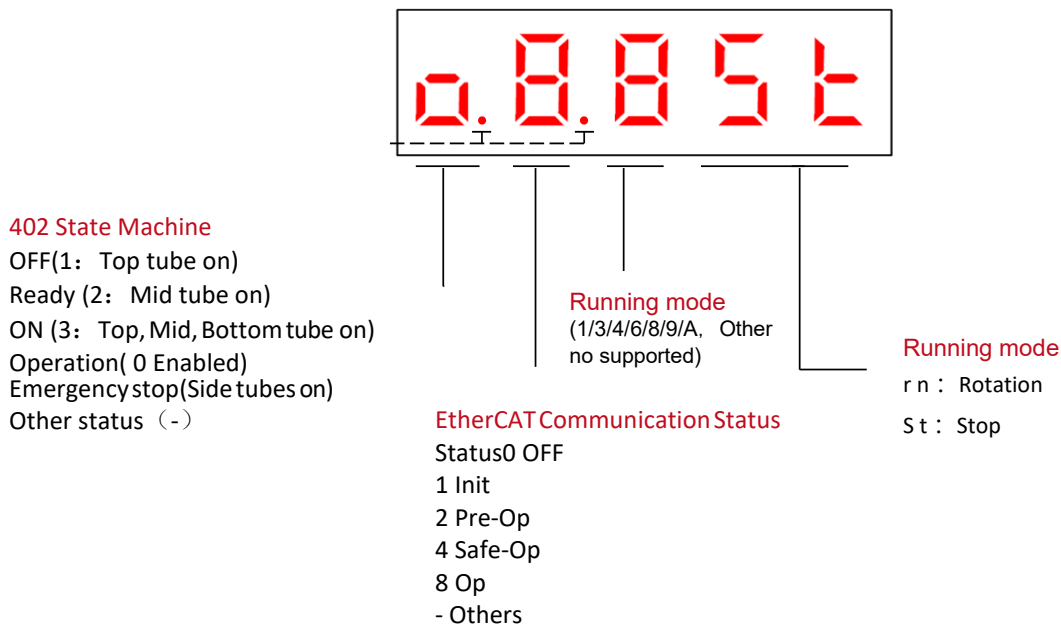 o.8.8St
402 State Machine
OFF(1： Top tube on)
Ready (2： Mid tube on)
ON (3： Top, Mid, Bottom tube on)
Operation( 0 Enabled)
Emergency stop(Side tubes on)
Other status （-）
EtherCAT Communication Status
Status0 OFF
1 Init
2 Pre-Op
4 Safe-Op
8 Op
- Others
Running mode
(1/3/4/6/8/9/A, Other
no supported)
Running mode
r n： Rotation
S t： Stop